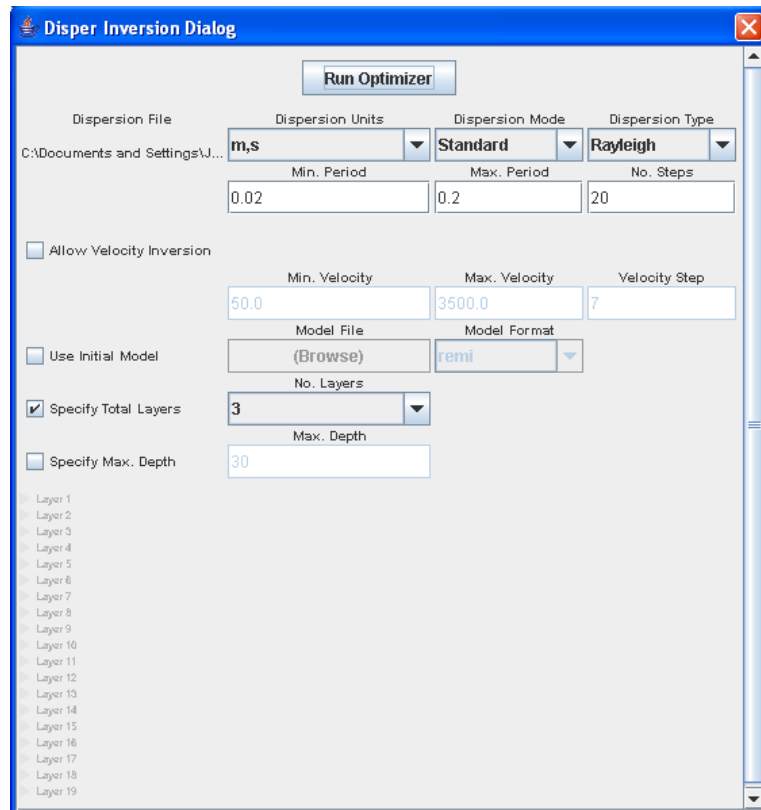 Disper Inversion Dialog
Run Optimizer
Dispersion File Dispersion Units Dispersion Mode Dispersion Type
C:\Documents and Settings\J... m,s Standard Rayleigh
Min. Period Max. Period No. Steps
0.02 0.2 20
Allow Velocity Inversion
Min. Velocity Max. Velocity Velocity Step
50.0 3500.0 7
Model File Model Format
Use Initial Model (Browse) remi
No. Layers
Specify Total Layers 3
Max. Depth
Specify Max. Depth 30
Layer 1
Layer 2
Layer 3
Layer 4
Layer 5
Layer 6
Layer 7
Layer 8
Layer 9
Layer 10
Layer 11
Layer 12
Layer 13
Layer 14
Layer 15
Layer 16
Layer 17
Layer 18
Layer 19